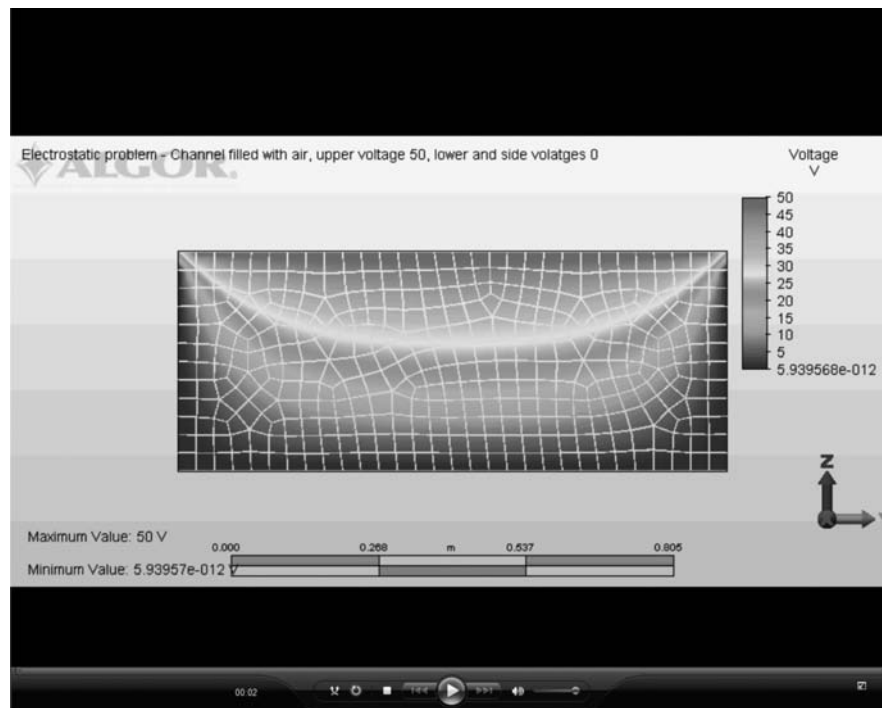 ALGOR®
Electrostatic problem - Channel filled with air, upper voltage 50, lower and side volatges 0
Voltage
V
50
45
40
35
30
25
20
15
10
5
5.939568e-012
Z
Y
Maximum Value: 50 V
Minimum Value: 5.93957e-012 V
0.000
0.268
m
0.537
0.805
00:02